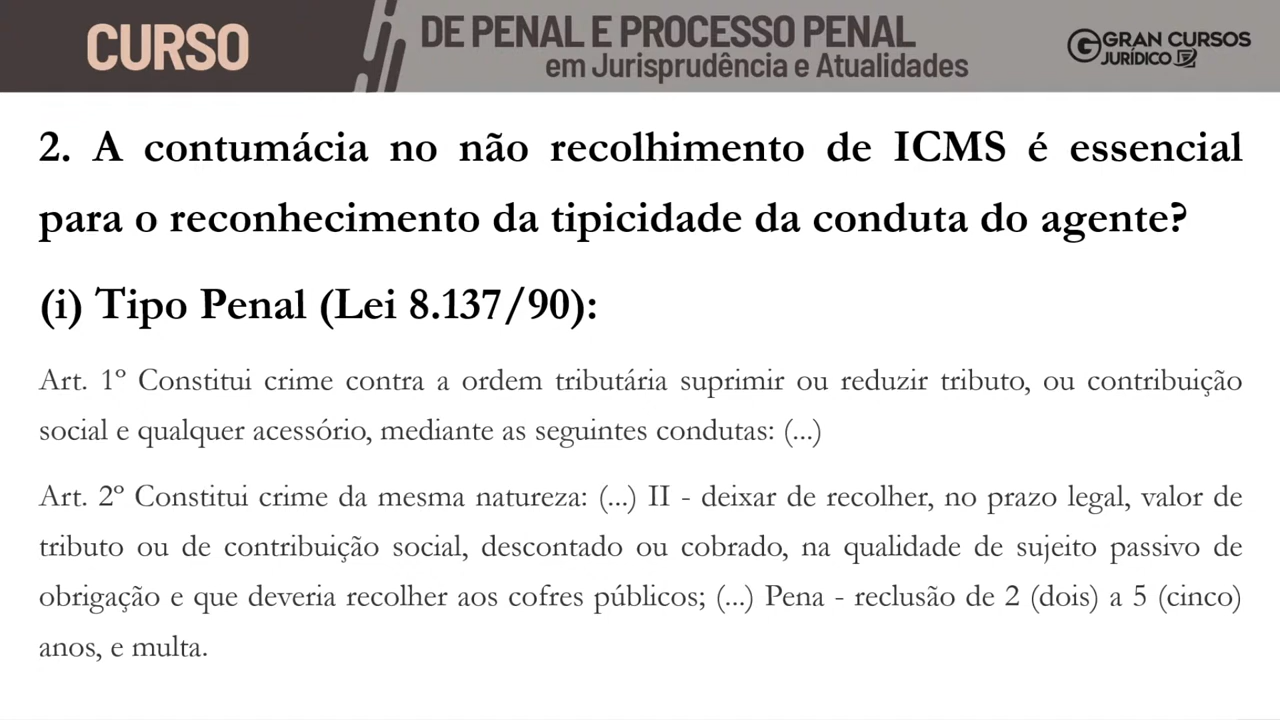 CURSO
DE PENAL E PROCESSO PENAL
em Jurisprudência e Atualidades
GRAN CURSOS
JURÍDICO
2. A contumácia no não recolhimento de ICMS é essencial
para o reconhecimento da tipicidade da conduta do agente?
(i) Tipo Penal (Lei 8.137/90):
Art. 1º Constitui crime contra a ordem tributária suprimir ou reduzir tributo, ou contribuição
social e qualquer acessório, mediante as seguintes condutas: (...)
Art. 2º Constitui crime da mesma natureza: (...) II - deixar de recolher, no prazo legal, valor de
tributo ou de contribuição social, descontado ou cobrado, na qualidade de sujeito passivo de
obrigação e que deveria recolher aos cofres públicos; (...) Pena - reclusão de 2 (dois) a 5 (cinco)
anos, e multa.